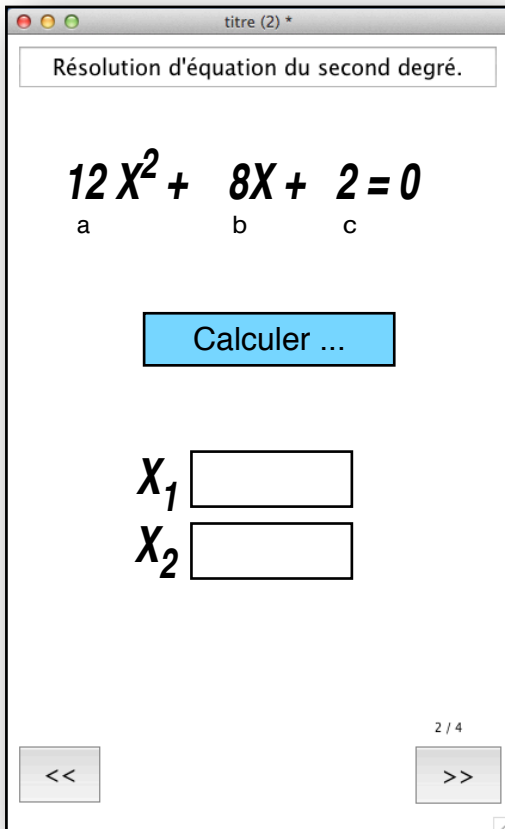 titre (2) *
Résolution d'équation du second degré.
12 X² + 8X + 2 = 0
a b c
Calculer ...
X₁
X₂
2 / 4
<< >>